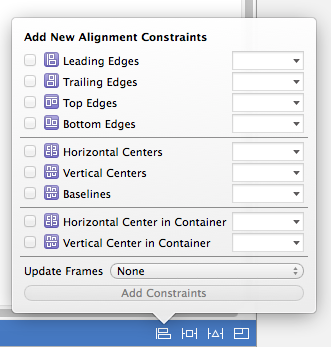 Add New Alignment Constraints
Leading Edges
Trailing Edges
Top Edges
Bottom Edges
Horizontal Centers
Vertical Centers
Baselines
Horizontal Center in Container
Vertical Center in Container
Update Frames None
Add Constraints